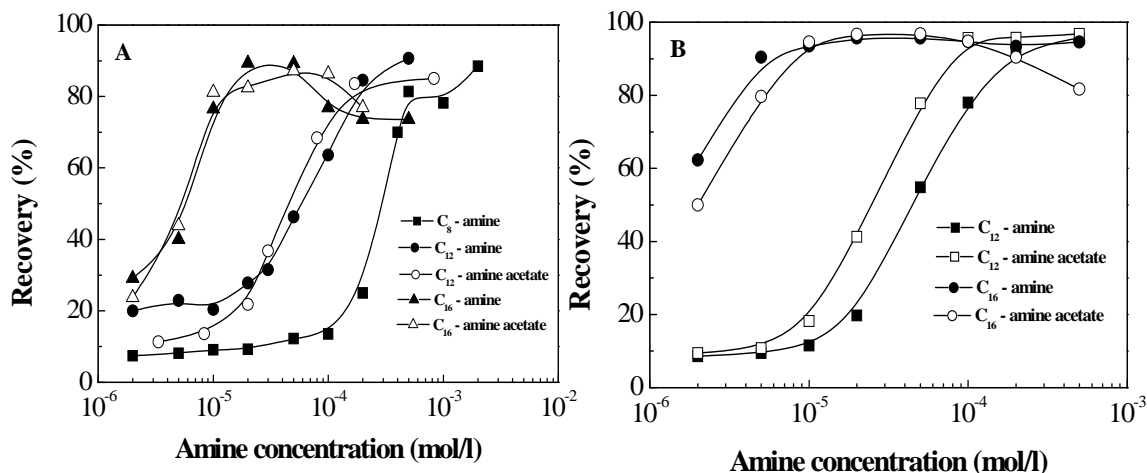 A
Recovery (%)
100
80
60
40
20
0
C8 - amine
C12 - amine
C12 - amine acetate
C16 - amine
C16 - amine acetate
10-6 10-5 10-4 10-3 10-2
Amine concentration (mol/l)
B
Recovery (%)
100
80
60
40
20
0
C12 - amine
C12 - amine acetate
C16 - amine
C16 - amine acetate
10-6 10-5 10-4 10-3
Amine concentration (mol/l)